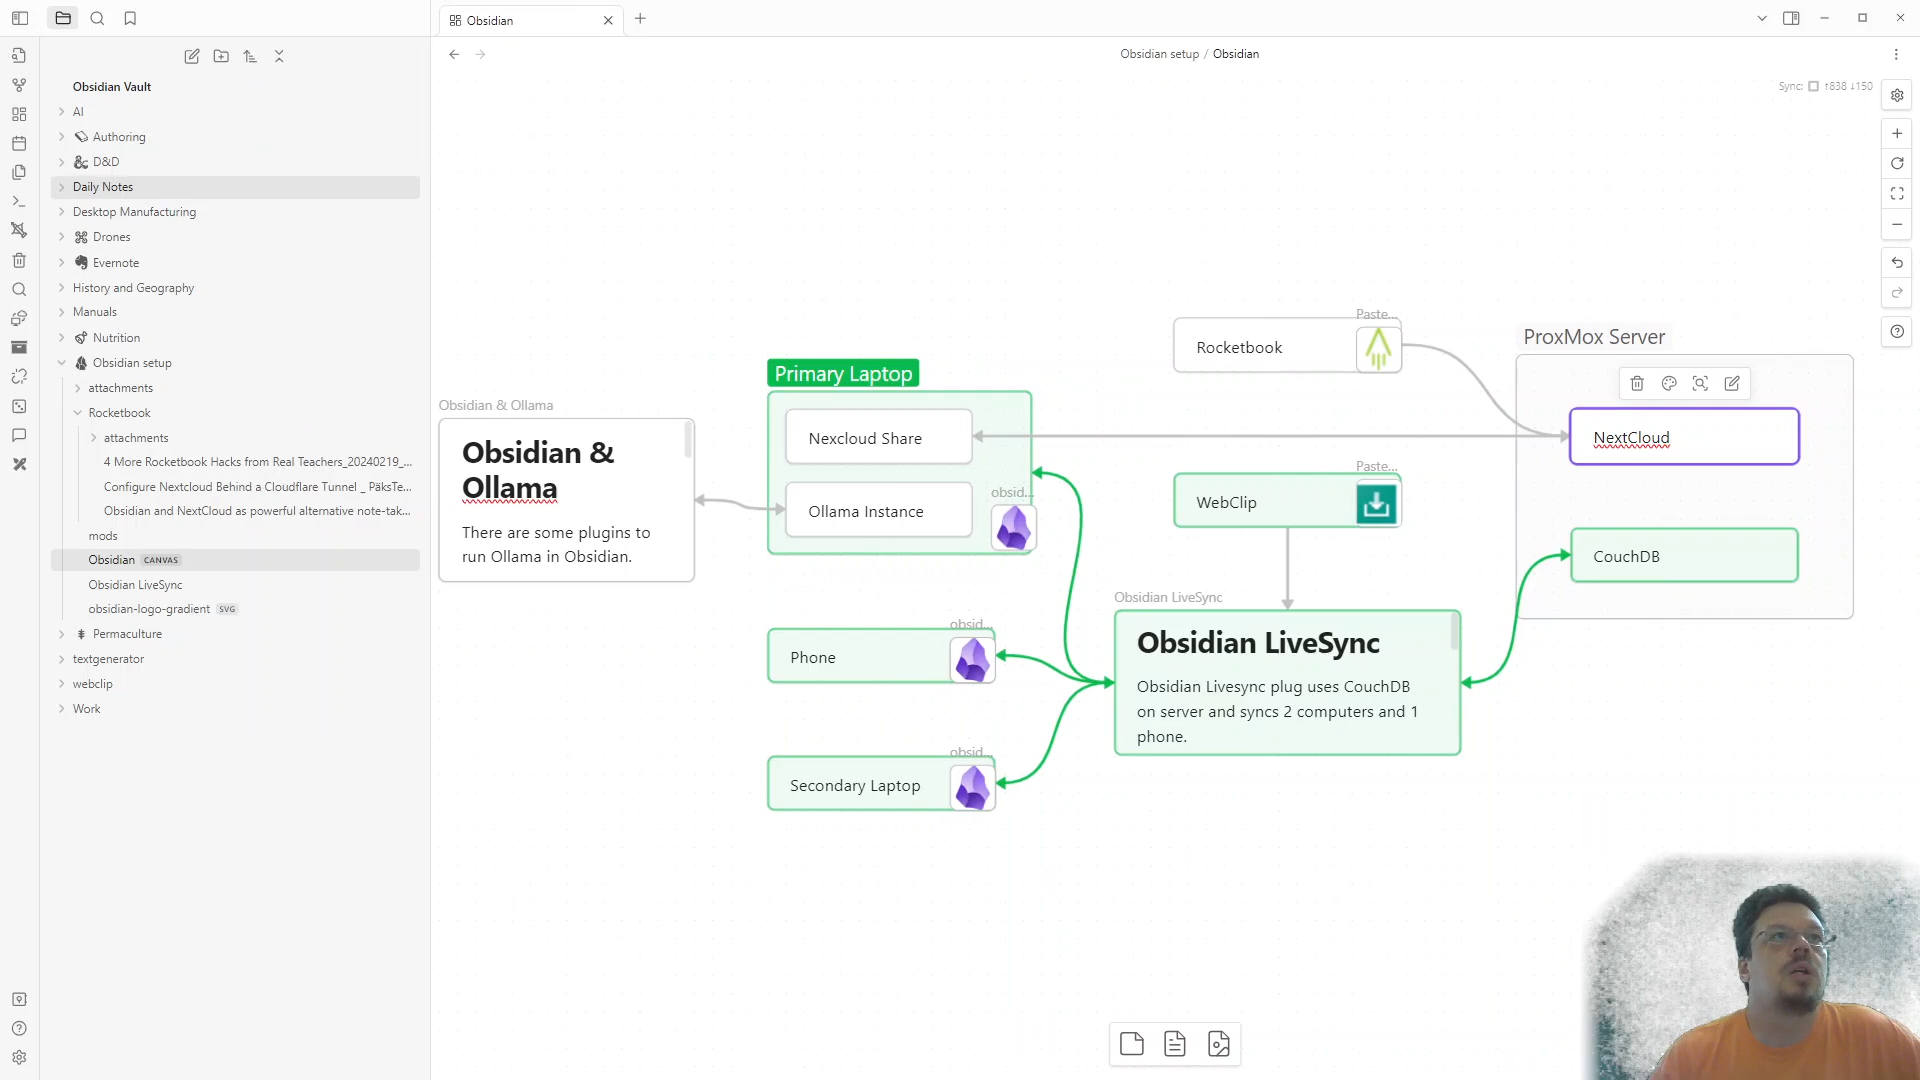 Obsidian
Obsidian setup / Obsidian
Sync: ↑838 ↓150
Obsidian Vault
AI
Authoring
D&D
Daily Notes
Desktop Manufacturing
Drones
Evernote
History and Geography
Manuals
Nutrition
Obsidian setup
attachments
Rocketbook
attachments
4 More Rocketbook Hacks from Real Teachers_20240219_...
Configure Nextcloud Behind a Cloudflare Tunnel _ PäksTe...
Obsidian and NextCloud as powerful alternative note-tak...
mods
Obsidian CANVAS
Obsidian LiveSync
obsidian-logo-gradient SVG
Permaculture
textgenerator
webclip
Work
Obsidian & Ollama
Obsidian &
Ollama
There are some plugins to
run Ollama in Obsidian.
Primary Laptop
Nexcloud Share
Ollama Instance
obsid...
Phone
obsid...
Secondary Laptop
obsid...
Rocketbook
Paste...
WebClip
Paste...
Obsidian LiveSync
Obsidian LiveSync
Obsidian Livesync plug uses CouchDB
on server and syncs 2 computers and 1
phone.
ProxMox Server
NextCloud
CouchDB